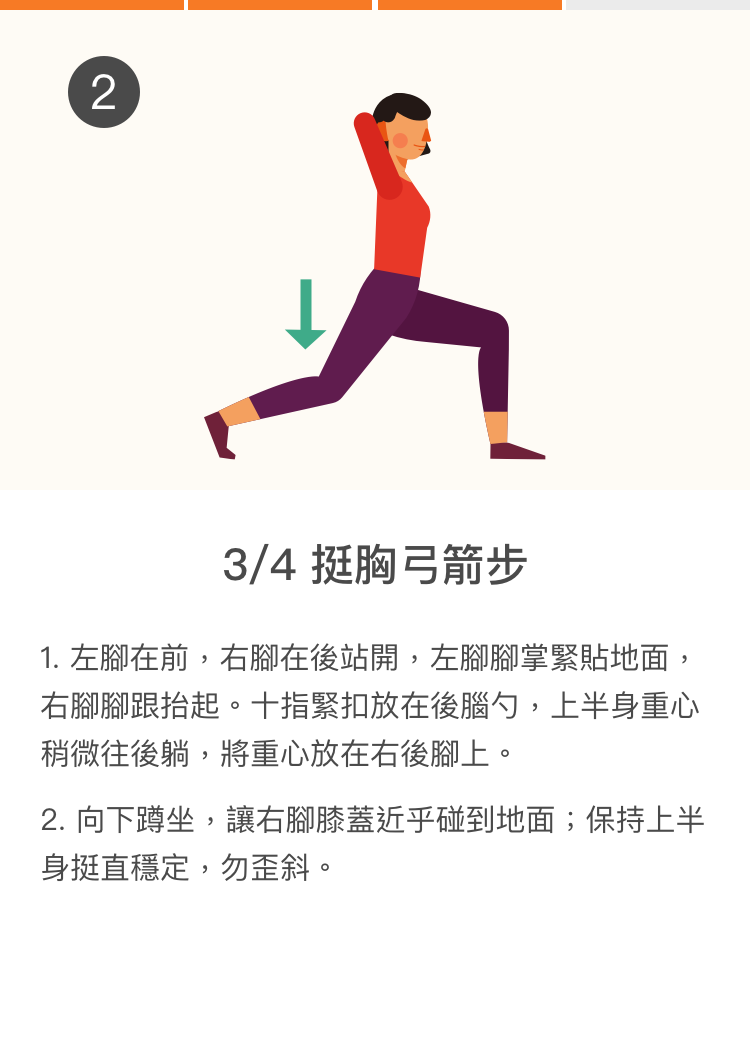 2
3/4 挺胸弓箭步
1. 左腳在前，右腳在後站開，左腳腳掌緊貼地面，
右腳腳跟抬起。十指緊扣放在後腦勺，上半身重心
稍微往後躺，將重心放在右後腳上。
2. 向下蹲坐，讓右腳膝蓋近乎碰到地面；保持上半
身挺直穩定，勿歪斜。